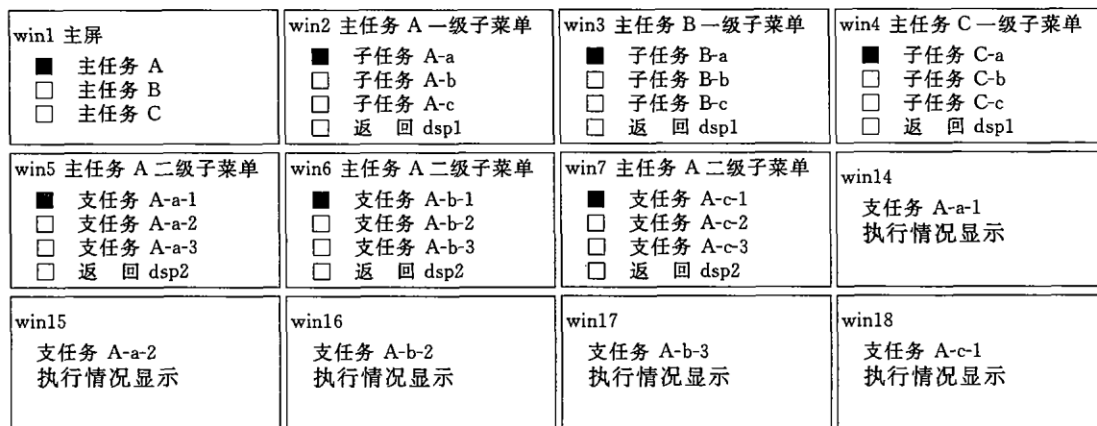 win1 主屏
■ 主任务 A
□ 主任务 B
□ 主任务 C
win2 主任务 A 一级子菜单
■ 子任务 A-a
□ 子任务 A-b
□ 子任务 A-c
□ 返 回 dsp1
win3 主任务 B 一级子菜单
■ 子任务 B-a
□ 子任务 B-b
□ 子任务 B-c
□ 返 回 dsp1
win4 主任务 C 一级子菜单
■ 子任务 C-a
□ 子任务 C-b
□ 子任务 C-c
□ 返 回 dsp1
win5 主任务 A 二级子菜单
■ 支任务 A-a-1
□ 支任务 A-a-2
□ 支任务 A-a-3
□ 返 回 dsp2
win6 主任务 A 二级子菜单
■ 支任务 A-b-1
□ 支任务 A-b-2
□ 支任务 A-b-3
□ 返 回 dsp2
win7 主任务 A 二级子菜单
■ 支任务 A-c-1
□ 支任务 A-c-2
□ 支任务 A-c-3
□ 返 回 dsp2
win14
支任务 A-a-1
执行情况显示
win15
支任务 A-a-2
执行情况显示
win16
支任务 A-b-2
执行情况显示
win17
支任务 A-b-3
执行情况显示
win18
支任务 A-c-1
执行情况显示